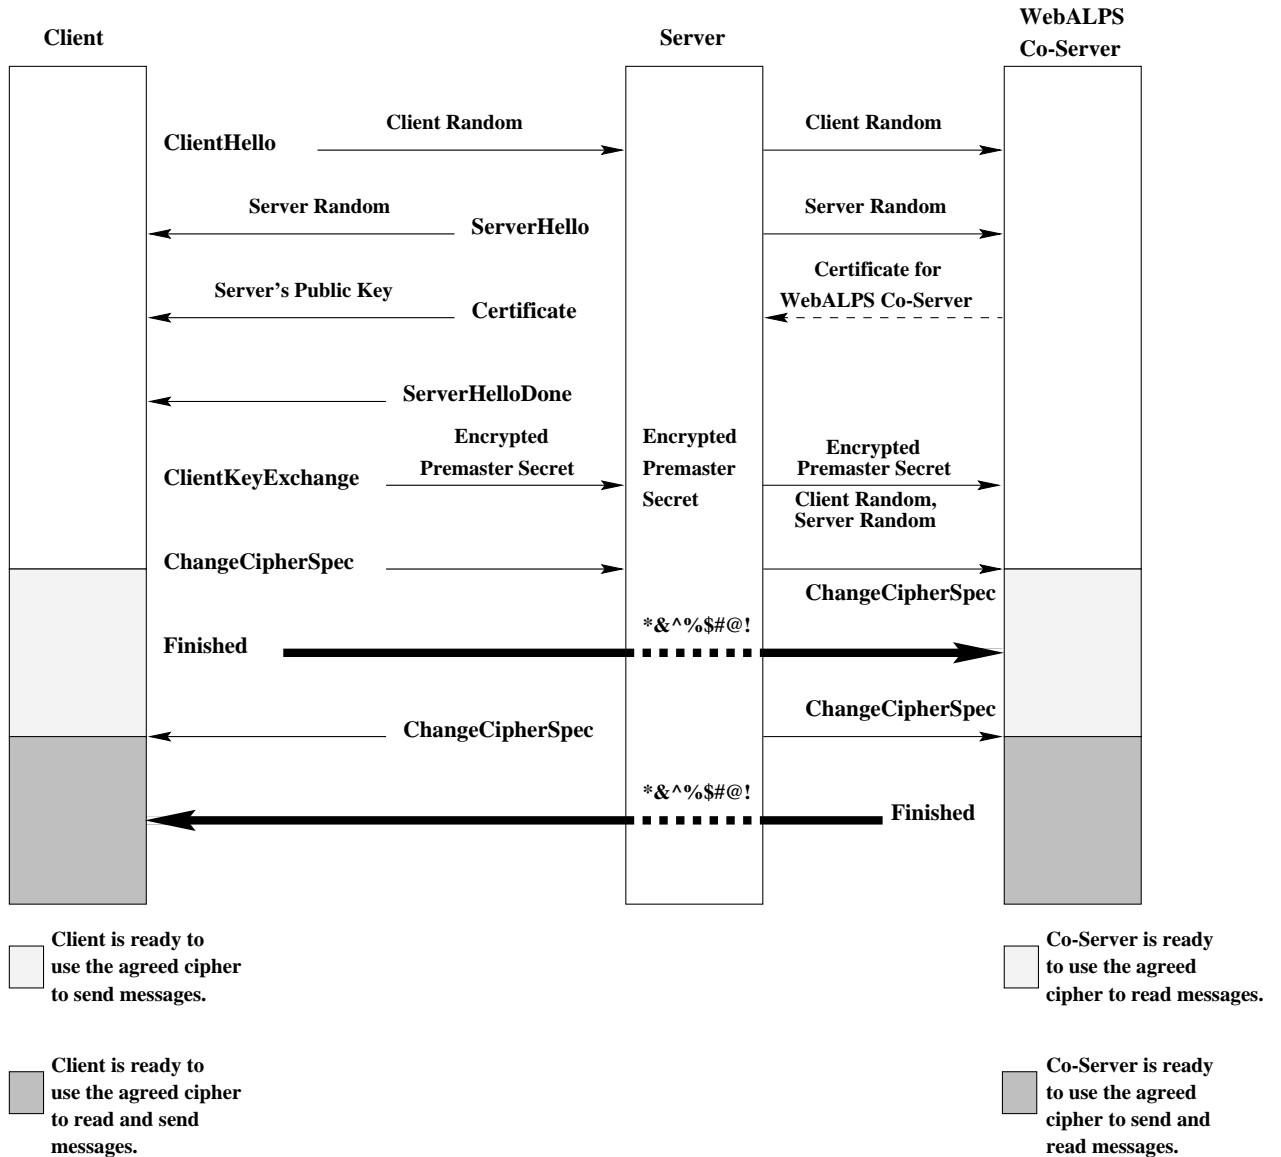 Client
Server
WebALPS
Co-Server
Client Random
Client Random
ClientHello
Server Random
Server Random
ServerHello
Certificate for
WebALPS Co-Server
Server's Public Key
Certificate
ServerHelloDone
Encrypted
Premaster Secret
ClientKeyExchange
Encrypted
Premaster
Secret
Encrypted
Premaster Secret
Client Random,
Server Random
ChangeCipherSpec
ChangeCipherSpec
Finished
*&^%$#@!
ChangeCipherSpec
ChangeCipherSpec
*&^%$#@!
Finished
Client is ready to
use the agreed cipher
to send messages.
Co-Server is ready
to use the agreed
cipher to read messages.
Client is ready to
use the agreed cipher
to read and send
messages.
Co-Server is ready
to use the agreed
cipher to send and
read messages.